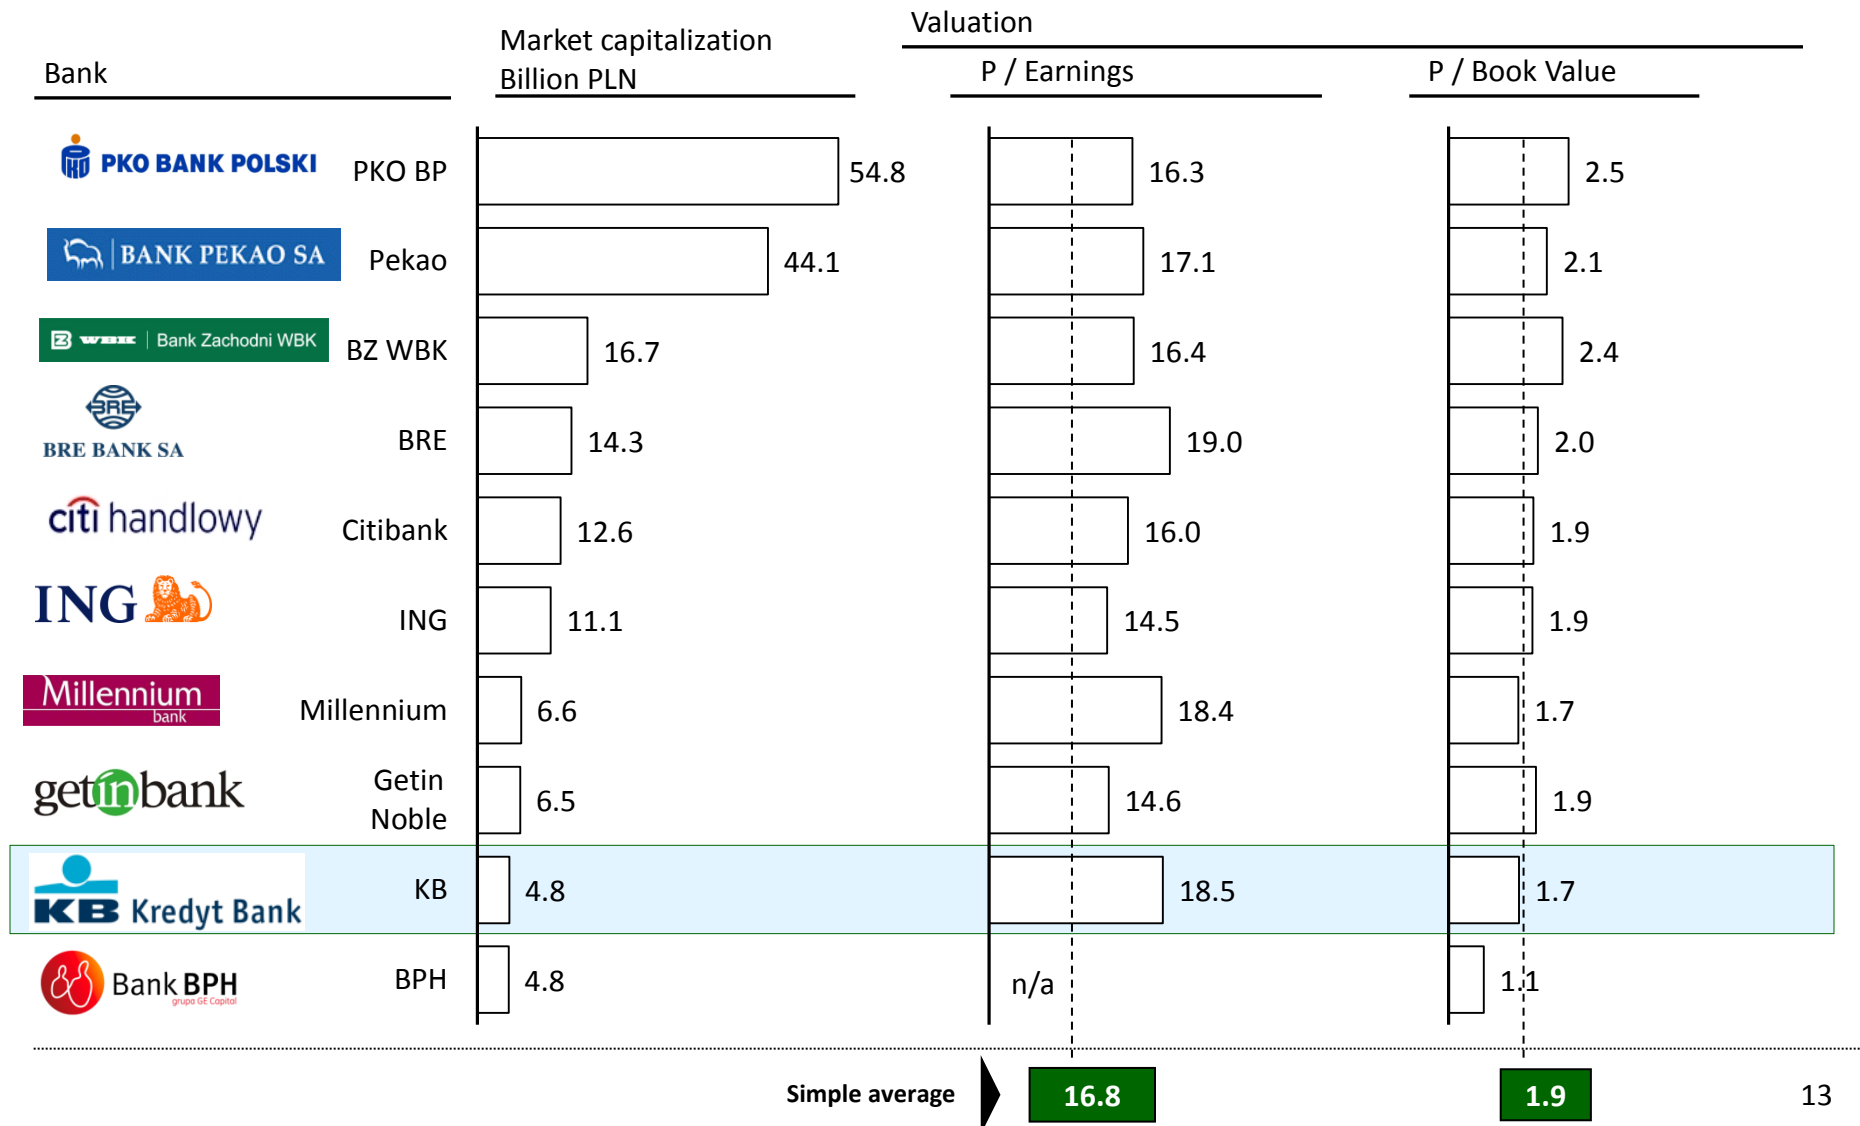 Valuation
Market capitalization
Billion PLN
Bank
P / Earnings
P / Book Value
PKO BANK POLSKI
PKO BP
54.8
16.3
2.5
BANK PEKAO SA
Pekao
44.1
17.1
2.1
WBK Bank Zachodni WBK
BZ WBK
16.7
16.4
2.4
BRE
BRE BANK SA
BRE
14.3
19.0
2.0
citi handlowy
Citibank
12.6
16.0
1.9
ING
ING
11.1
14.5
1.9
Millennium
bank
Millennium
6.6
18.4
1.7
getinbank
Getin
Noble
6.5
14.6
1.9
KB Kredyt Bank
KB
4.8
18.5
1.7
Bank BPH
grupa GE Capital
BPH
4.8
n/a
1.1
Simple average
16.8
1.9
13